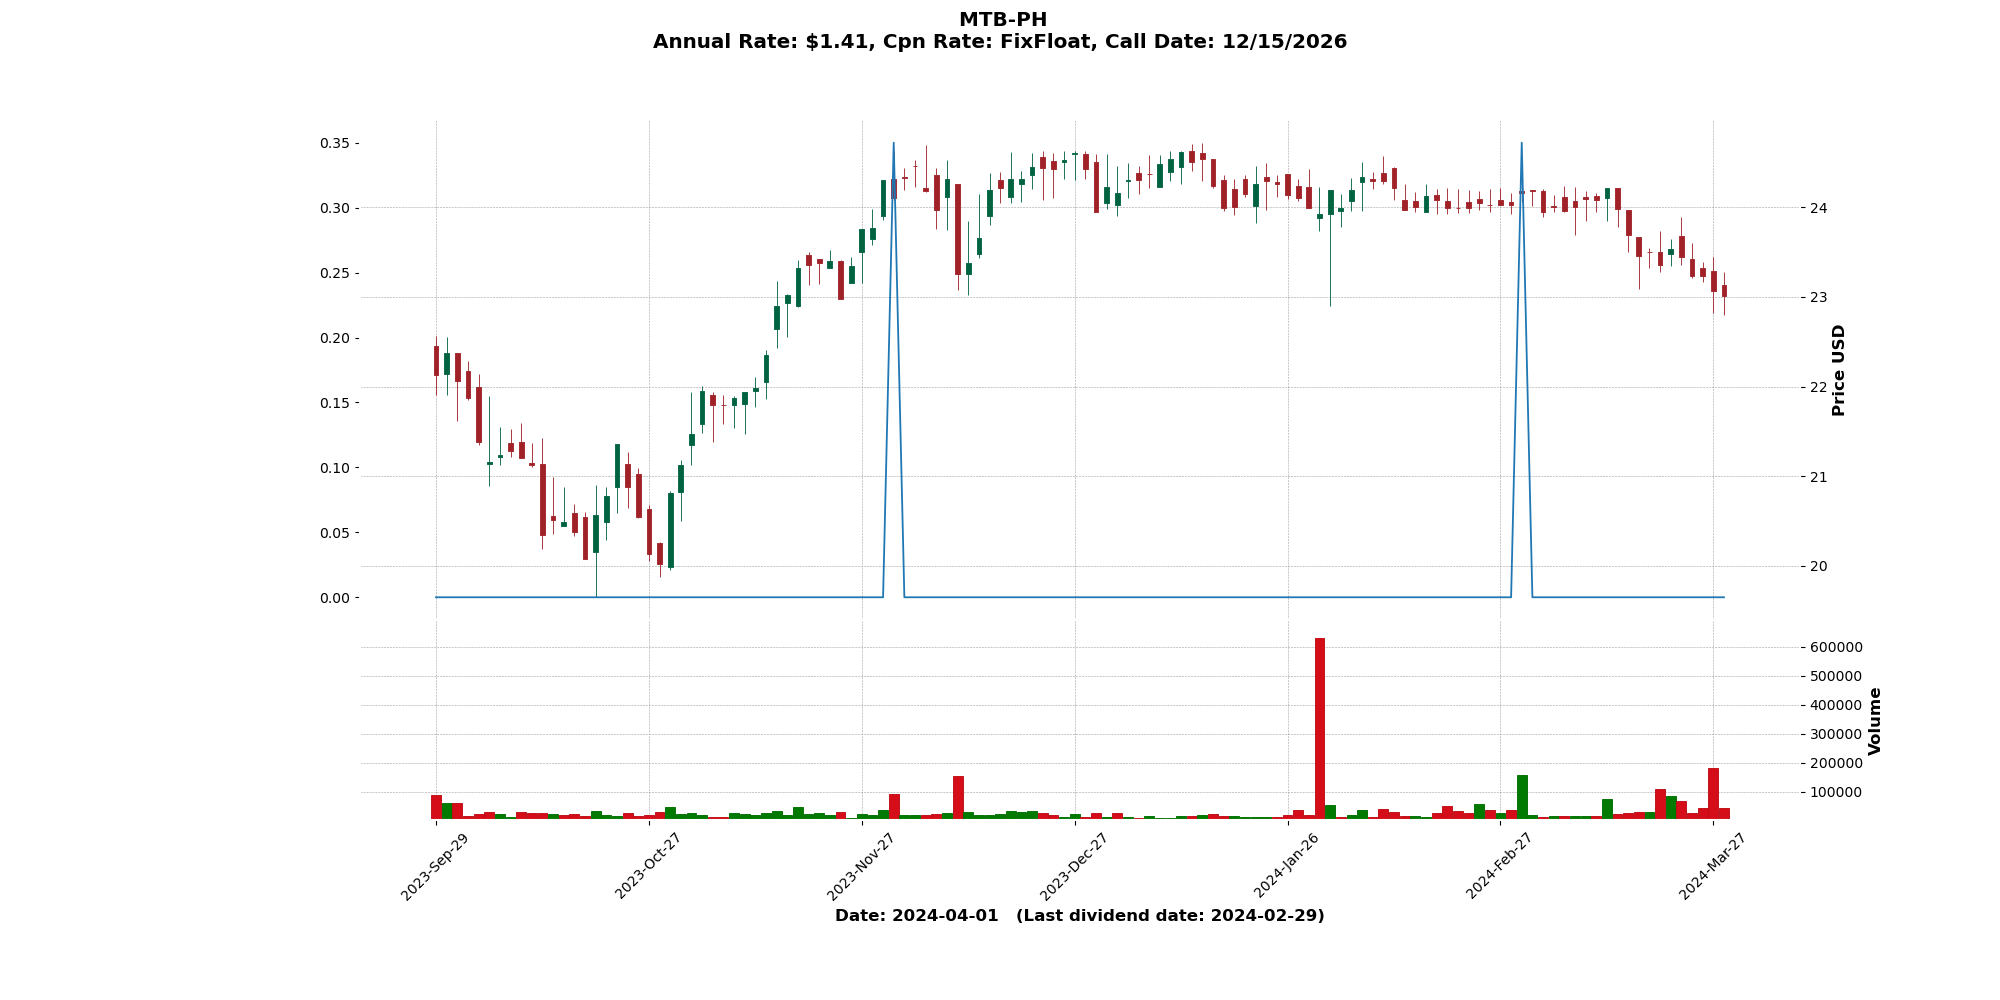 MTB-PH
Annual Rate: $1.41, Cpn Rate: FixFloat, Call Date: 12/15/2026
0.35
0.30
0.25
0.20
0.15
0.10
0.05
0.00
24
23
22
21
20
Price USD
600000
500000
400000
300000
200000
100000
Volume
2023-Sep-29
2023-Oct-27
2023-Nov-27
2023-Dec-27
2024-Jan-26
2024-Feb-27
2024-Mar-27
Date: 2024-04-01 (Last dividend date: 2024-02-29)